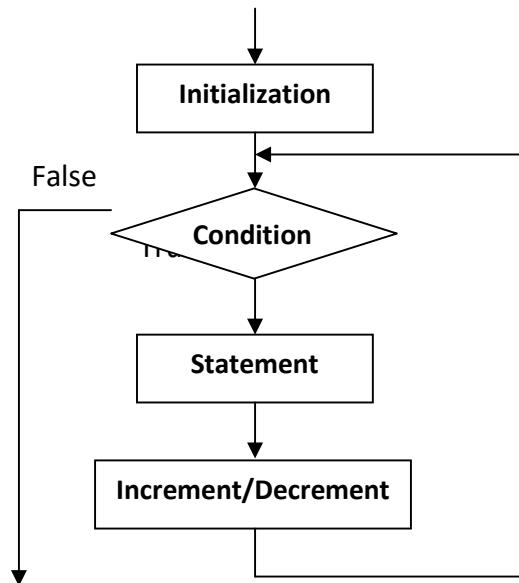 Initialization
False
Condition
Statement
Increment/Decrement